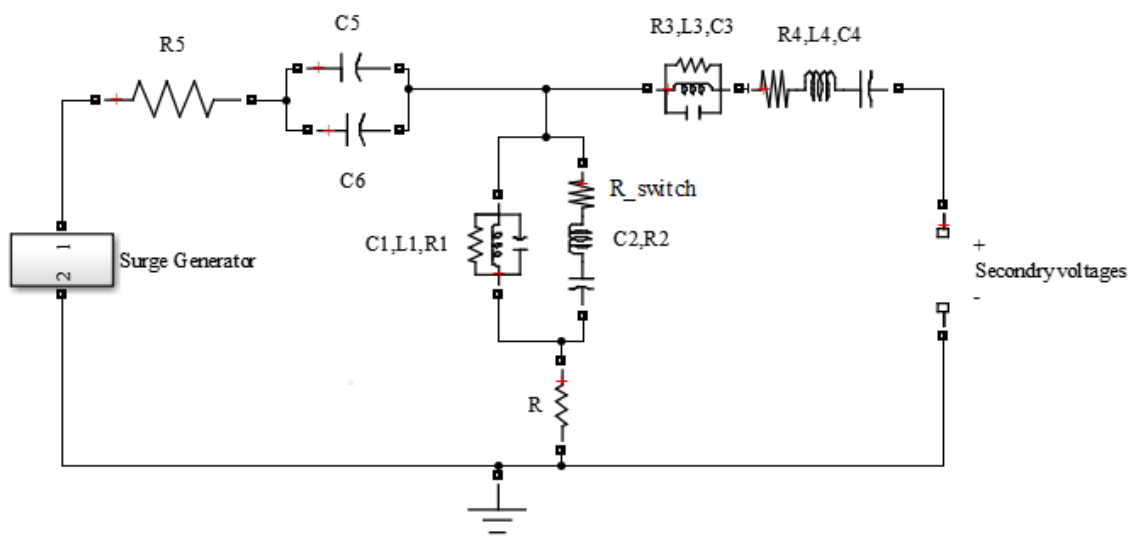 C5
R5
R3,L3,C3
R4,L4,C4
C6
R_switch
C1,L1,R1
C2,R2
1
2
Surge Generator
+
Secondry voltages
-
R